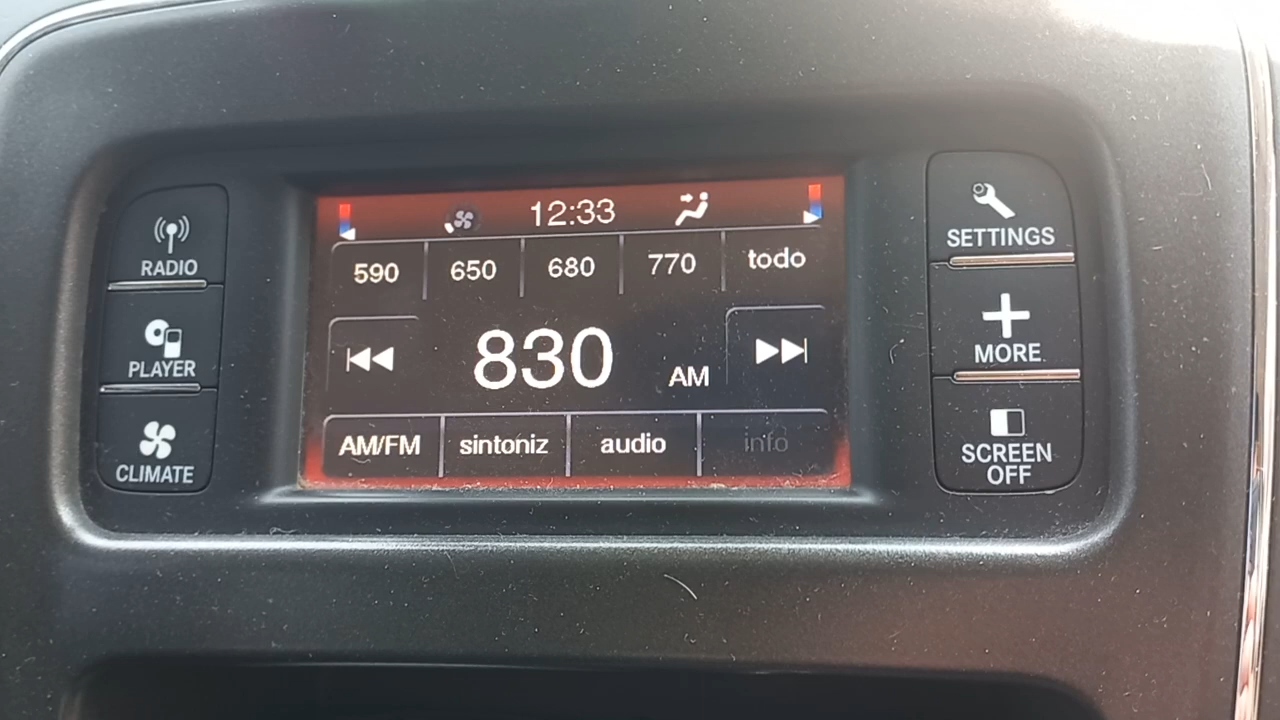 12:33
590 650 680 770 todo
830 AM
AM/FM sintoniz audio info
RADIO
PLAYER
CLIMATE
SETTINGS
MORE
SCREEN
OFF